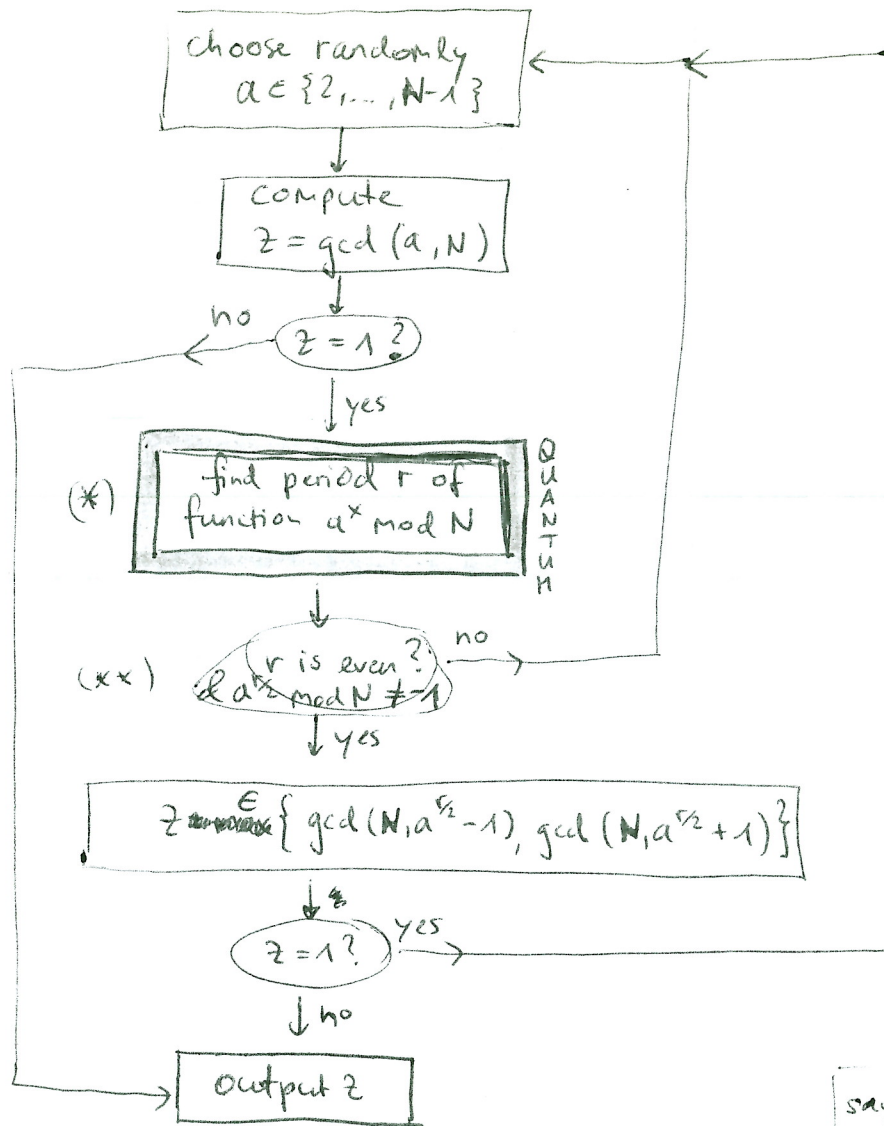 choose randomly
a ∈ {2,...,N-1}
compute
z = gcd (a, N)
no
z = 1 ?
yes
(*)
find period r of
function a^x mod N
QUANTUM
(**)
r is even?
& a^{r/2} mod N ≠ -1
no
yes
z ∈ { gcd (N, a^{r/2} - 1), gcd (N, a^{r/2} + 1) }
z = 1 ?
yes
no
output z